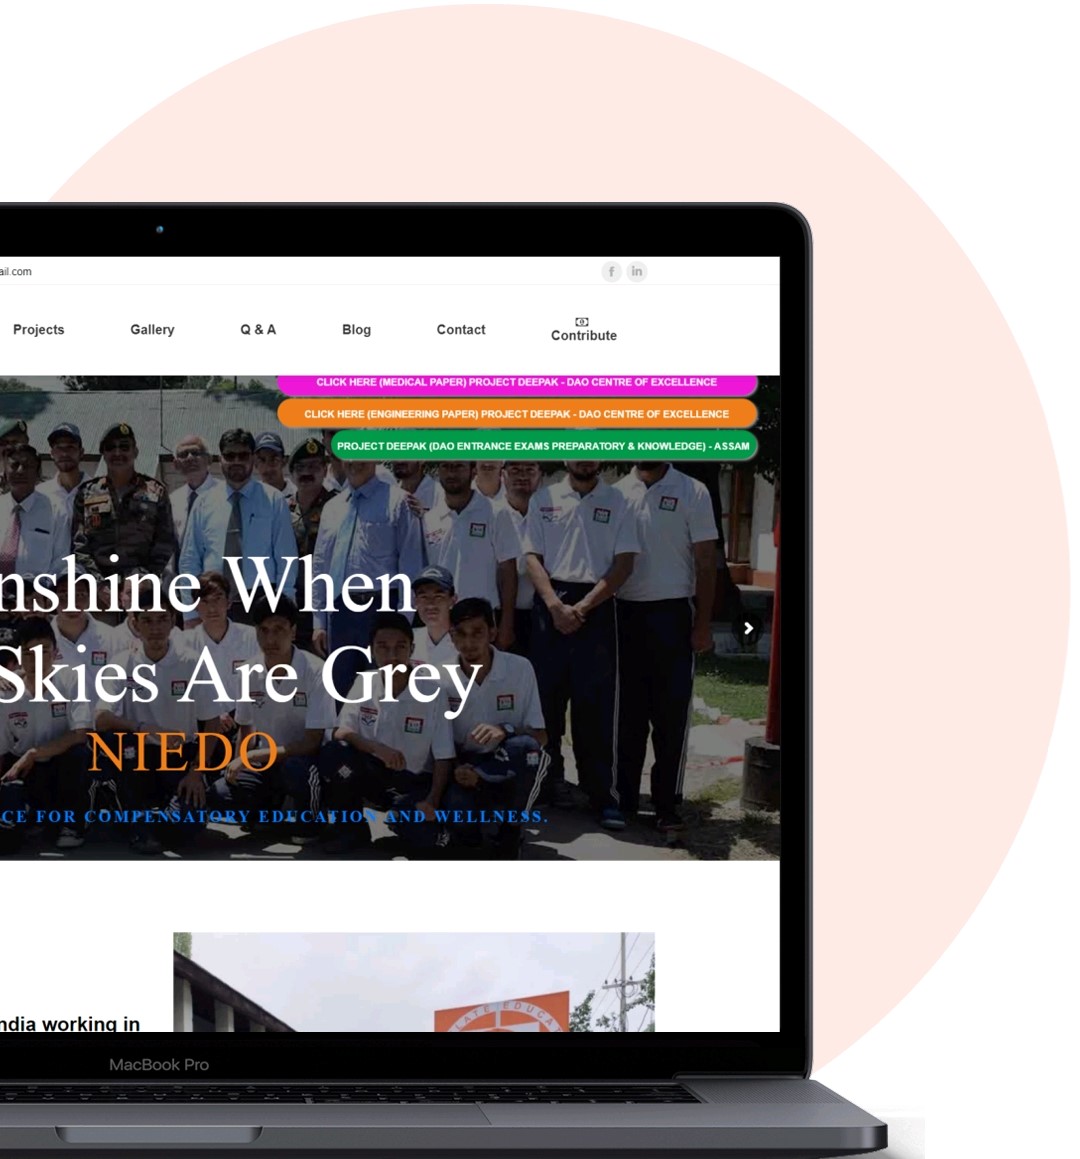 ail.com
f in
Projects Gallery Q & A Blog Contact Contribute
CLICK HERE (MEDICAL PAPER) PROJECT DEEPAK - DAO CENTRE OF EXCELLENCE
CLICK HERE (ENGINEERING PAPER) PROJECT DEEPAK - DAO CENTRE OF EXCELLENCE
PROJECT DEEPAK (DAO ENTRANCE EXAMS PREPARATORY & KNOWLEDGE) - ASSAM
nshine When
Skies Are Grey
NIEDO
CE FOR COMPENSATORY EDUCATION AND WELLNESS.
LATE EDUCA
ndia working in
MacBook Pro